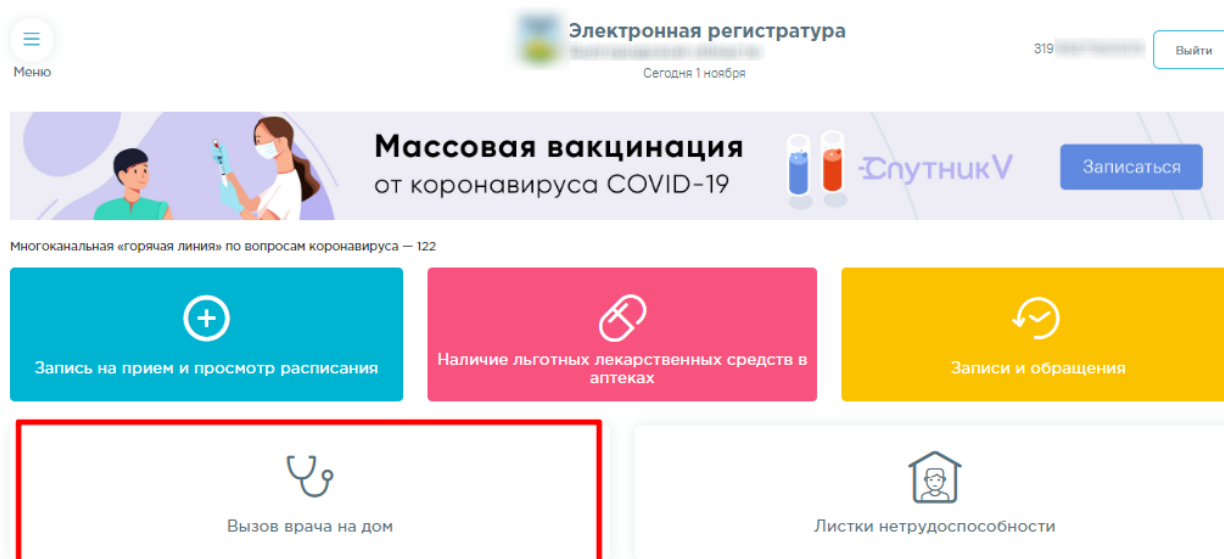 Меню
Электронная регистратура
Сегодня 1 ноября
319
Выйти
Массовая вакцинация
от коронавируса COVID-19
СпутникV
Записаться
Многоканальная «горячая линия» по вопросам коронавируса — 122
Запись на прием и просмотр расписания
Наличие льготных лекарственных средств в
аптеках
Записи и обращения
Вызов врача на дом
Листки нетрудоспособности